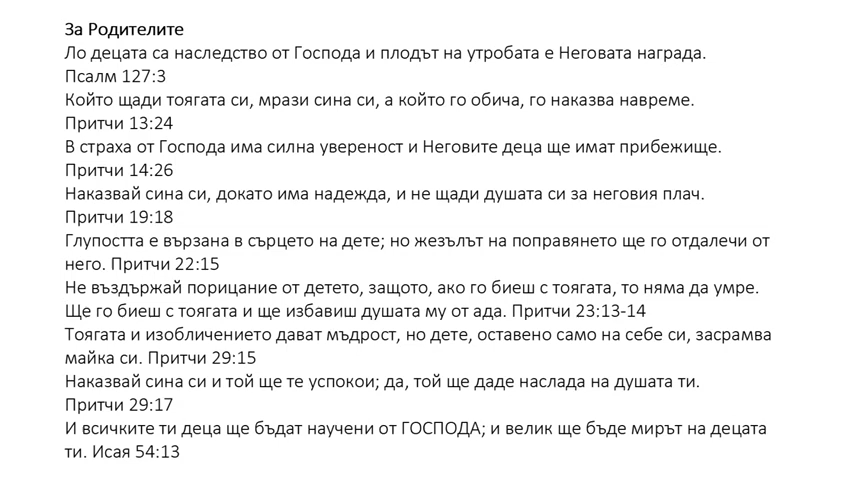 За Родителите
Ло децата са наследство от Господа и плодът на утробата е Неговата награда.
Псалм 127:3
Който щади тоягата си, мрази сина си, а който го обича, го наказва навреме.
Притчи 13:24
В страха от Господа има силна увереност и Неговите деца ще имат прибежище.
Притчи 14:26
Наказвай сина си, докато има надежда, и не щади душата си за неговия плач.
Притчи 19:18
Глупостта е вързана в сърцето на дете; но жезълът на поправянето ще го отдалечи от
него. Притчи 22:15
Не въздържай порицание от детето, защото, ако го биеш с тоягата, то няма да умре.
Ще го биеш с тоягата и ще избавиш душата му от ада. Притчи 23:13-14
Тоягата и изобличението дават мъдрост, но дете, оставено само на себе си, засрамва
майка си. Притчи 29:15
Наказвай сина си и той ще те успокои; да, той ще даде наслада на душата ти.
Притчи 29:17
И всичките ти деца ще бъдат научени от ГОСПОДА; и велик ще бъде мирът на децата
ти. Исая 54:13